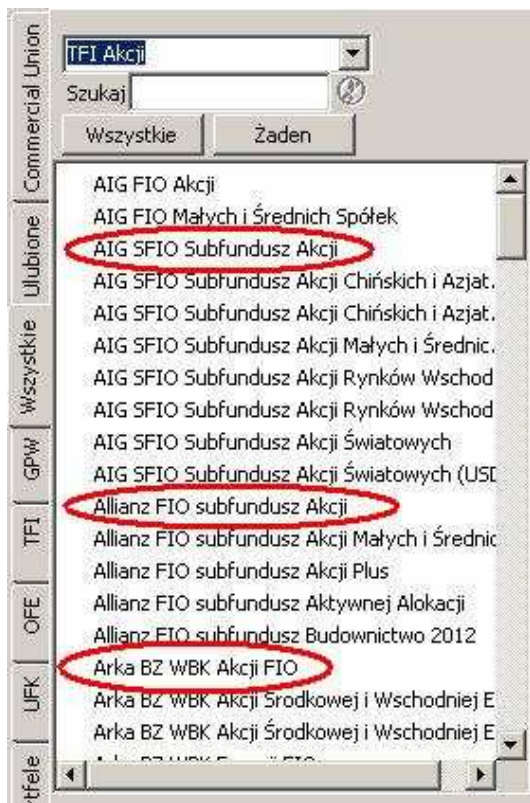 TFI Akcji
Szukaj
Wszystkie
Żaden
Commercial Union
Ulubione
Wszystkie
GPW
TFI
OFE
UFK
tfele
AIG FIO Akcji
AIG FIO Małych i Średnich Spółek
AIG SFIO Subfundusz Akcji
AIG SFIO Subfundusz Akcji Chińskich i Azjat.
AIG SFIO Subfundusz Akcji Chińskich i Azjat.
AIG SFIO Subfundusz Akcji Małych i Średnic.
AIG SFIO Subfundusz Akcji Rynków Wschod
AIG SFIO Subfundusz Akcji Rynków Wschod
AIG SFIO Subfundusz Akcji Światowych
AIG SFIO Subfundusz Akcji Światowych (USD
Allianz FIO subfundusz Akcji
Allianz FIO subfundusz Akcji Małych i Średnic
Allianz FIO subfundusz Akcji Plus
Allianz FIO subfundusz Aktywnej Alokacji
Allianz FIO subfundusz Budownictwo 2012
Arka BZ WBK Akcji FIO
Arka BZ WBK Akcji Środkowej i Wschodniej E
Arka BZ WBK Akcji Środkowej i Wschodniej E